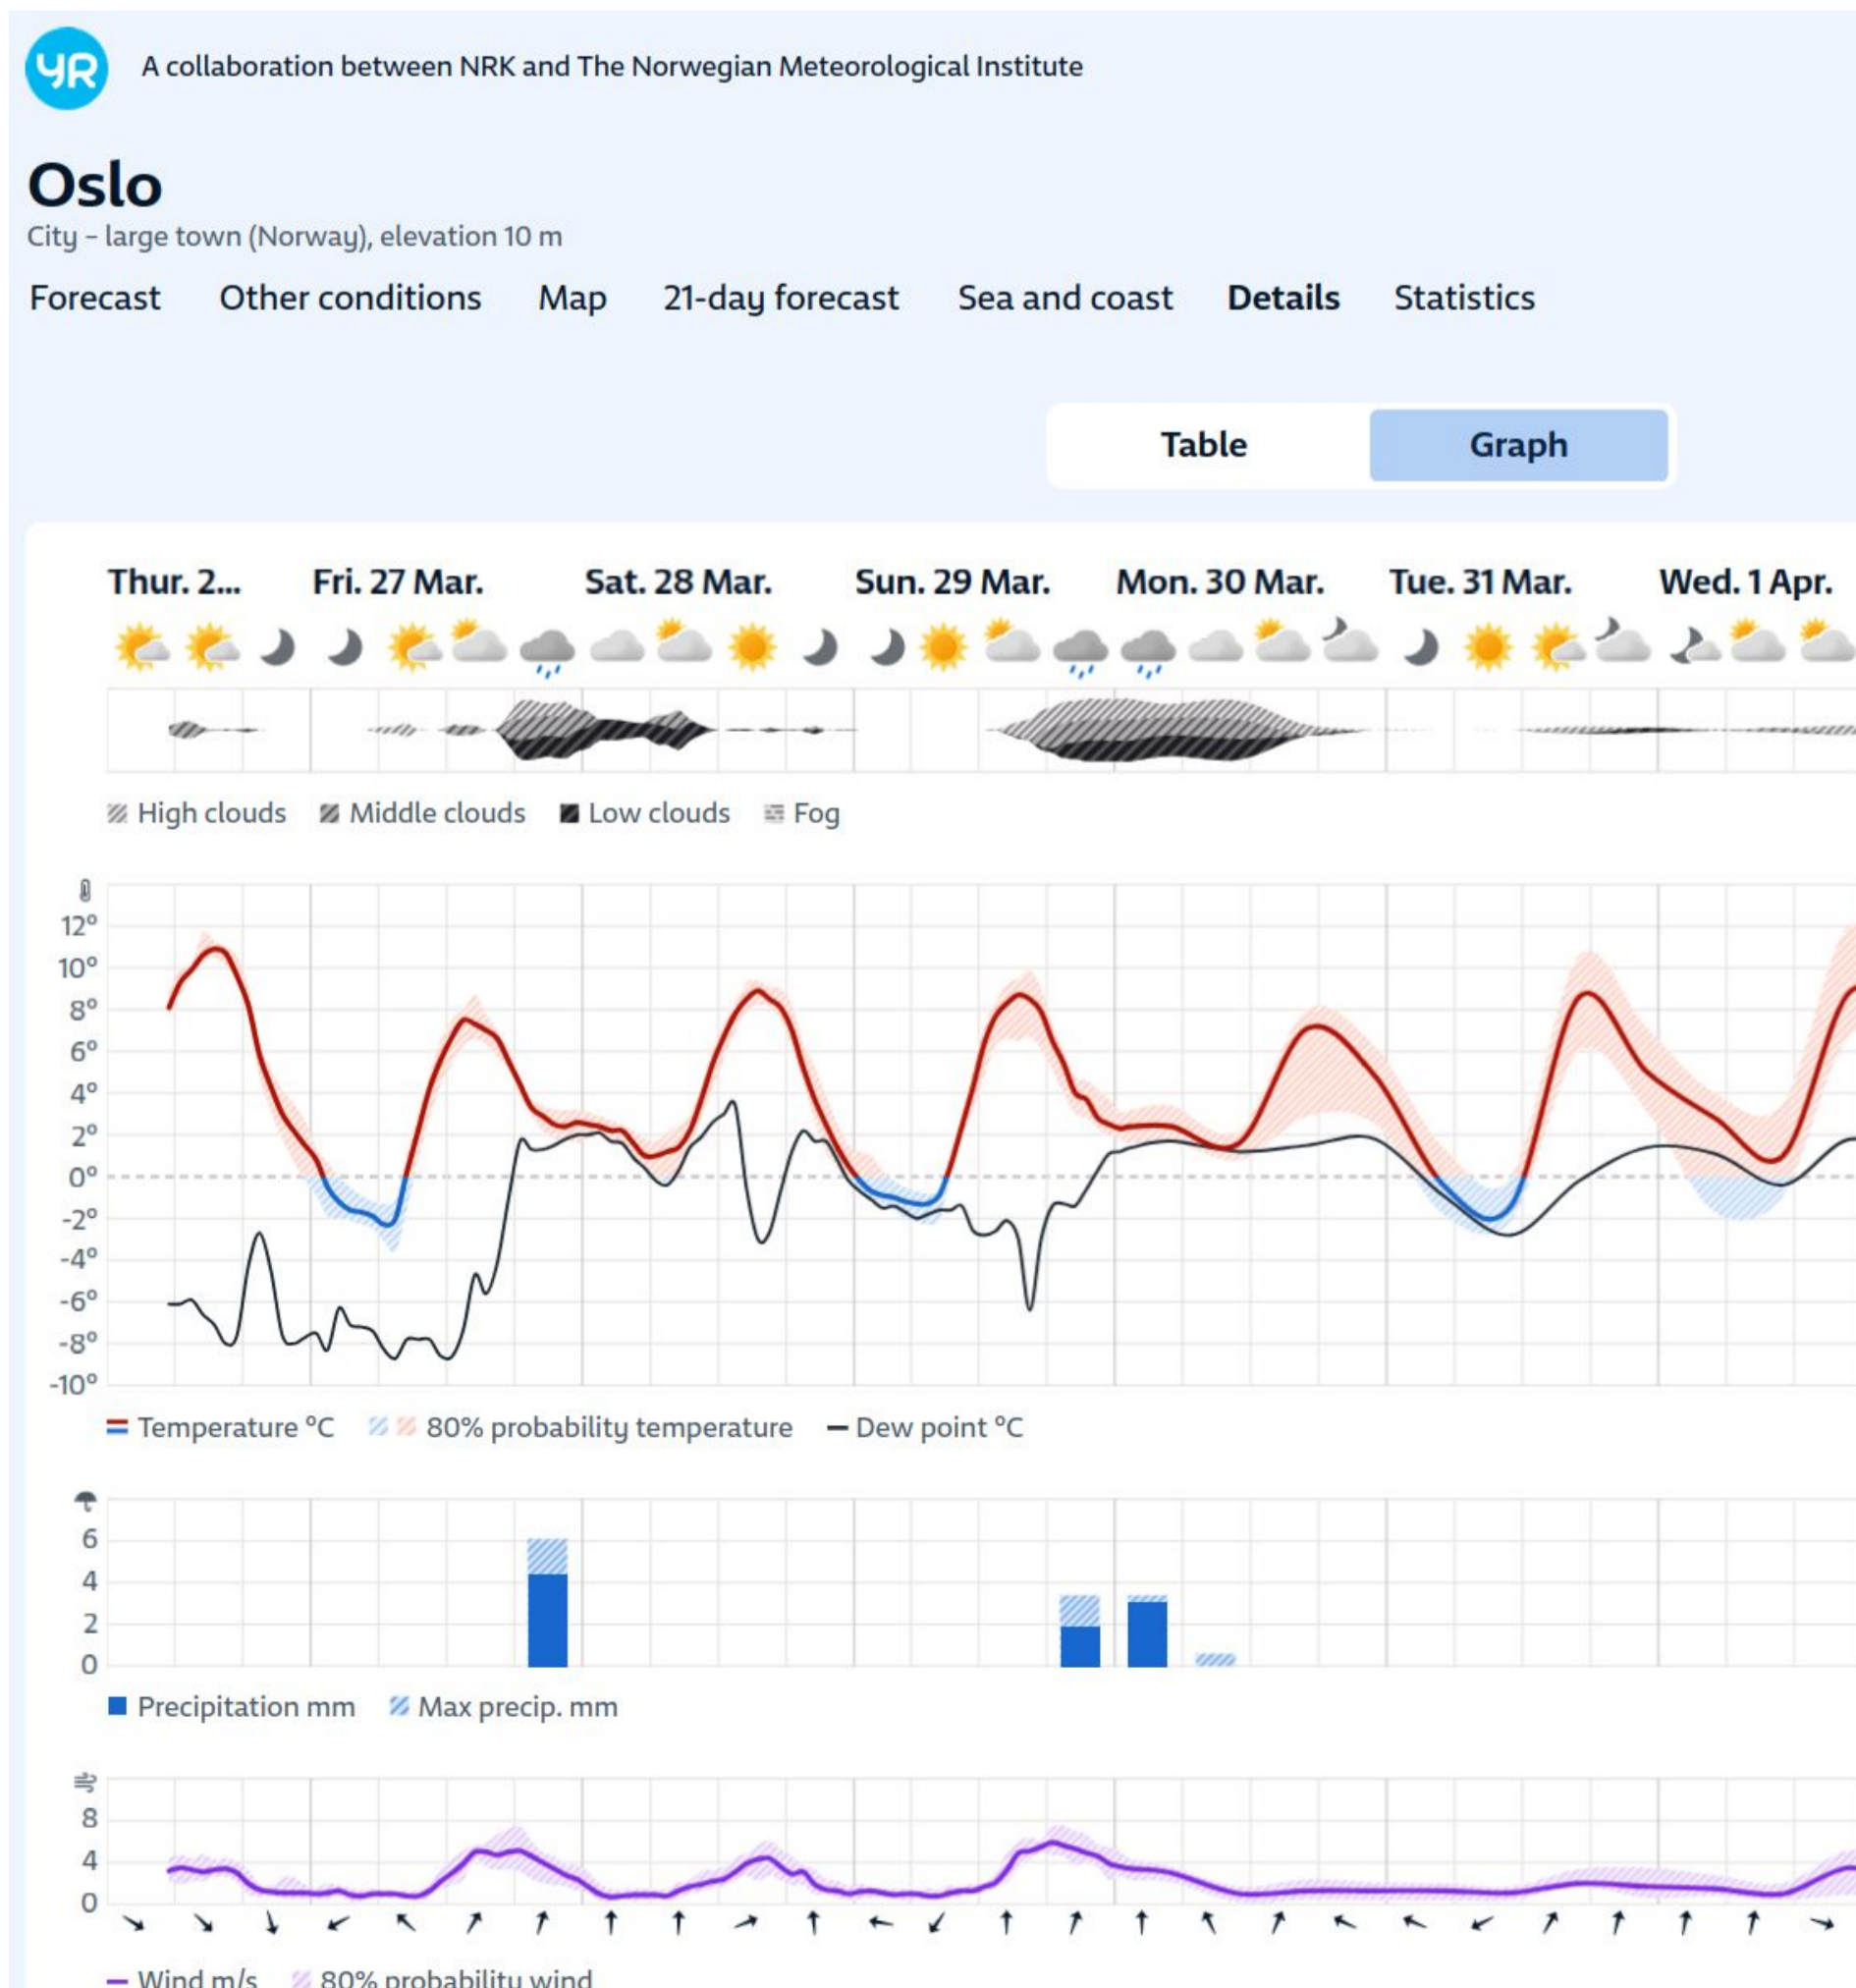 YR A collaboration between NRK and The Norwegian Meteorological Institute
Oslo
City – large town (Norway), elevation 10 m
Forecast Other conditions Map 21-day forecast Sea and coast Details Statistics
Table Graph
Thur. 2... Fri. 27 Mar. Sat. 28 Mar. Sun. 29 Mar. Mon. 30 Mar. Tue. 31 Mar. Wed. 1 Apr.
High clouds Middle clouds Low clouds Fog
12°
10°
8°
6°
4°
2°
0°
-2°
-4°
-6°
-8°
-10°
Temperature °C 80% probability temperature Dew point °C
6
4
2
0
Precipitation mm Max precip. mm
8
4
0
Wind m/s 80% probability wind